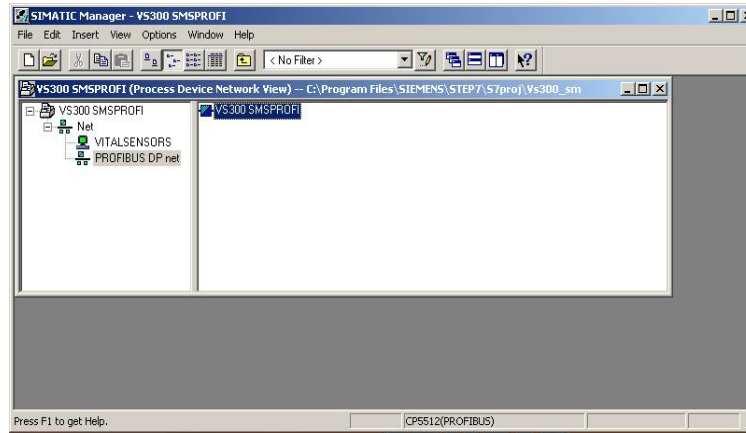 SIMATIC Manager - VS300 SMSPROFI
File Edit Insert View Options Window Help
< No Filter >
VS300 SMSPROFI (Process Device Network View) -- C:\Program Files\SIEMENS\STEP7\S7proj\Vs300_sm
VS300 SMSPROFI
Net
VITALSENSORS
PROFIBUS DP net
VS300 SMSPROFI
Press F1 to get Help.
CP5512(PROFIBUS)